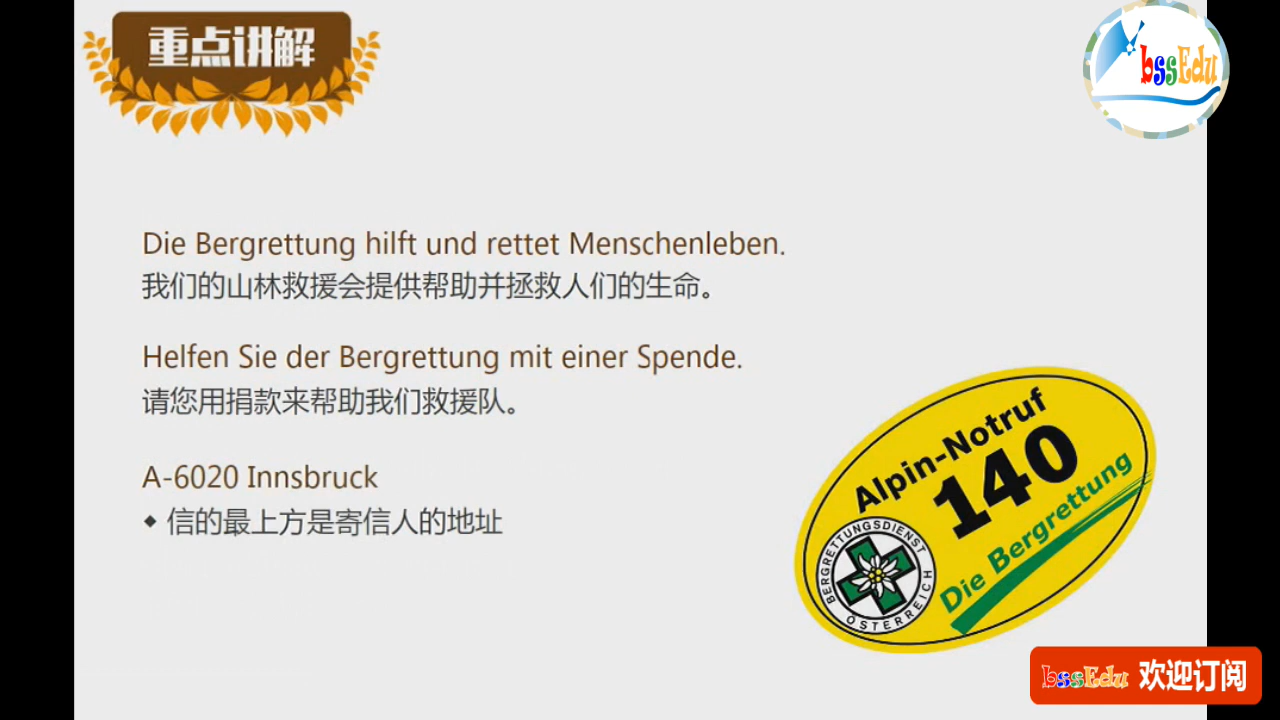 重点讲解
bssEdu
Die Bergrettung hilft und rettet Menschenleben.
我们的山林救援会提供帮助并拯救人们的生命。
Helfen Sie der Bergrettung mit einer Spende.
请您用捐款来帮助我们救援队。
A-6020 Innsbruck
◆ 信的最上方是寄信人的地址
Alpin-Notruf
140
Die Bergrettung
BERGRETTUNGSDIENST
ÖSTERREICH
bssEdu 欢迎订阅